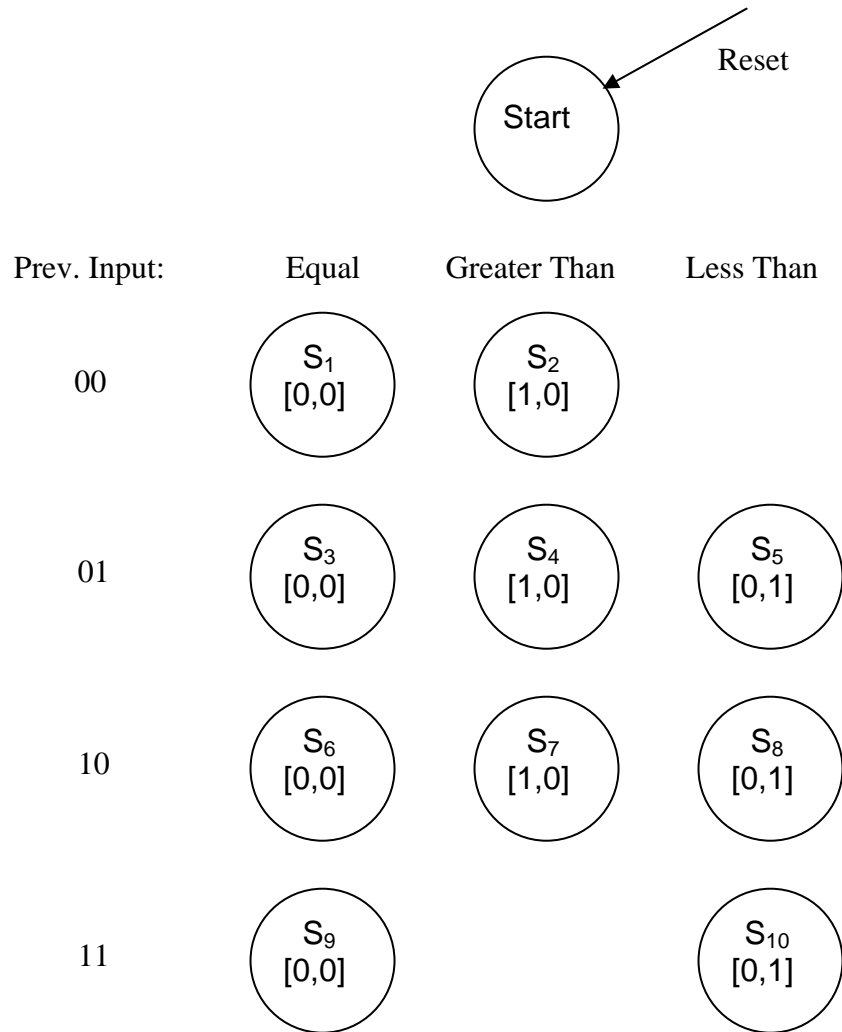 Reset
Start
Prev. Input: Equal Greater Than Less Than
00 S₁ [0,0] S₂ [1,0]
01 S₃ [0,0] S₄ [1,0] S₅ [0,1]
10 S₆ [0,0] S₇ [1,0] S₈ [0,1]
11 S₉ [0,0] S₁₀ [0,1]